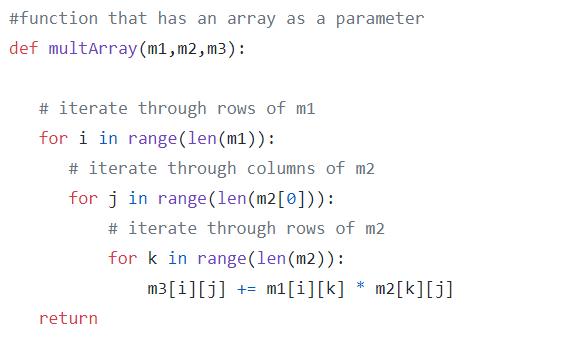 #function that has an array as a parameter
def multArray(m1,m2,m3):
# iterate through rows of m1
for i in range(len(m1)):
# iterate through columns of m2
for j in range(len(m2[0])):
# iterate through rows of m2
for k in range(len(m2)):
m3[i][j] += m1[i][k] * m2[k][j]
return